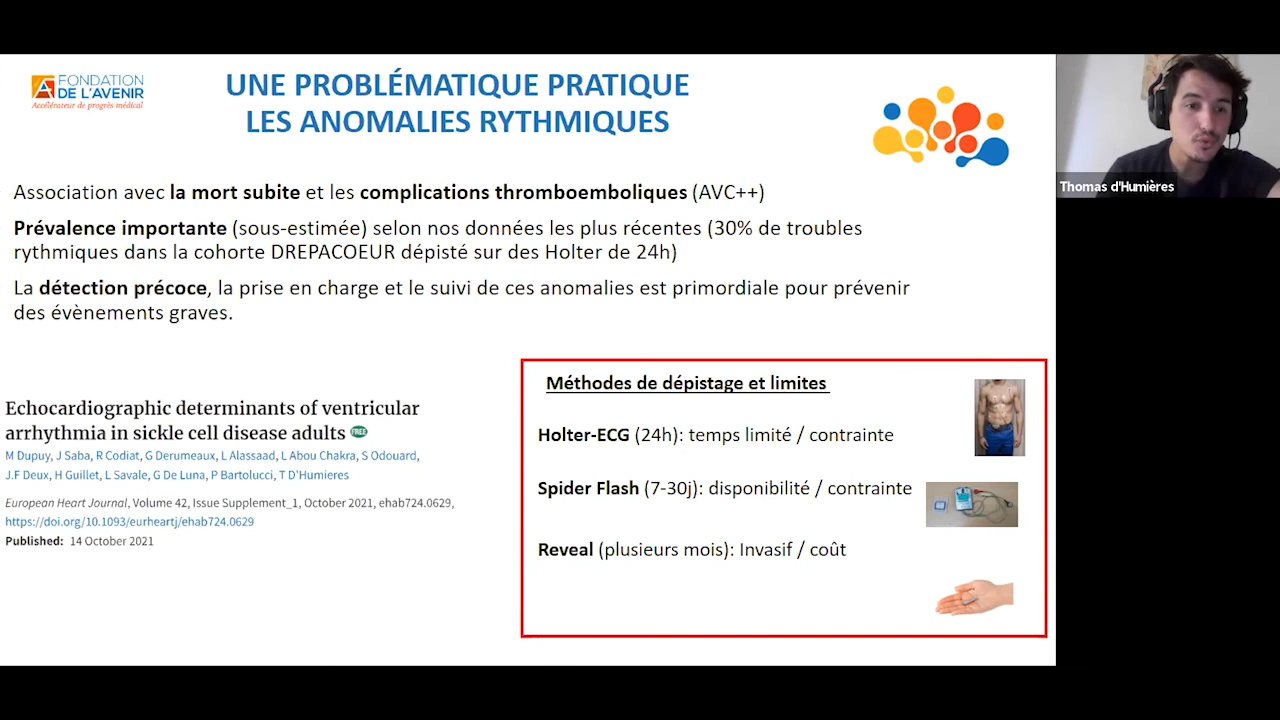 FONDATION
DE L'AVENIR
Accélérateur de progrès médical
UNE PROBLÉMATIQUE PRATIQUE
LES ANOMALIES RYTHMIQUES
Thomas d'Humières
Association avec la mort subite et les complications thromboemboliques (AVC++)
Prévalence importante (sous-estimée) selon nos données les plus récentes (30% de troubles
rythmiques dans la cohorte DREPACOEUR dépisté sur des Holter de 24h)
La détection précoce, la prise en charge et le suivi de ces anomalies est primordiale pour prévenir
des évènements graves.
Echocardiographic determinants of ventricular
arrhythmia in sickle cell disease adults FREE
M Dupuy, J Saba, R Codiat, G Derumeaux, L Alassaad, L Abou Chakra, S Odouard,
J.F Deux, H Guillet, L Savale, G De Luna, P Bartolucci, T D'Humieres
European Heart Journal, Volume 42, Issue Supplement_1, October 2021, ehab724.0629,
https://doi.org/10.1093/eurheartj/ehab724.0629
Published: 14 October 2021
Méthodes de dépistage et limites
Holter-ECG (24h): temps limité / contrainte
Spider Flash (7-30j): disponibilité / contrainte
Reveal (plusieurs mois): Invasif / coût